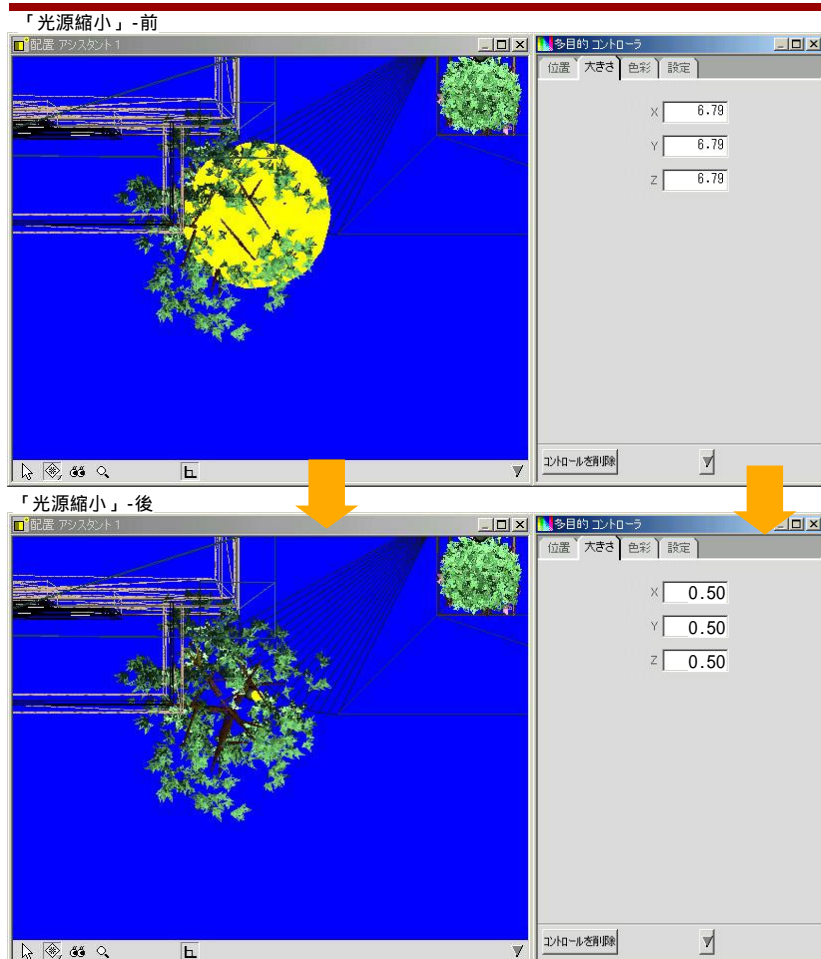 「光源縮小」-前
配置 アシスタント 1
多目的 コントローラ
位置 大きさ 色彩 設定
X 6.79
Y 6.79
Z 6.79
コントロールを削除
「光源縮小」-後
配置 アシスタント 1
多目的 コントローラ
位置 大きさ 色彩 設定
X 0.50
Y 0.50
Z 0.50
コントロールを削除